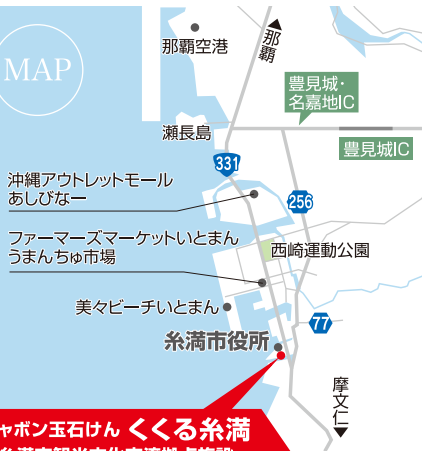 MAP
那覇空港
▲那覇
豊見城・
名嘉地IC
瀬長島
豊見城IC
331
沖縄アウトレットモール
あしびなー
256
ファーマーズマーケットいとまん
うまんちゅ市場
西崎運動公園
美々ビーチいとまん
77
糸満市役所
摩文仁▼
ャボン玉石けん くくる糸満